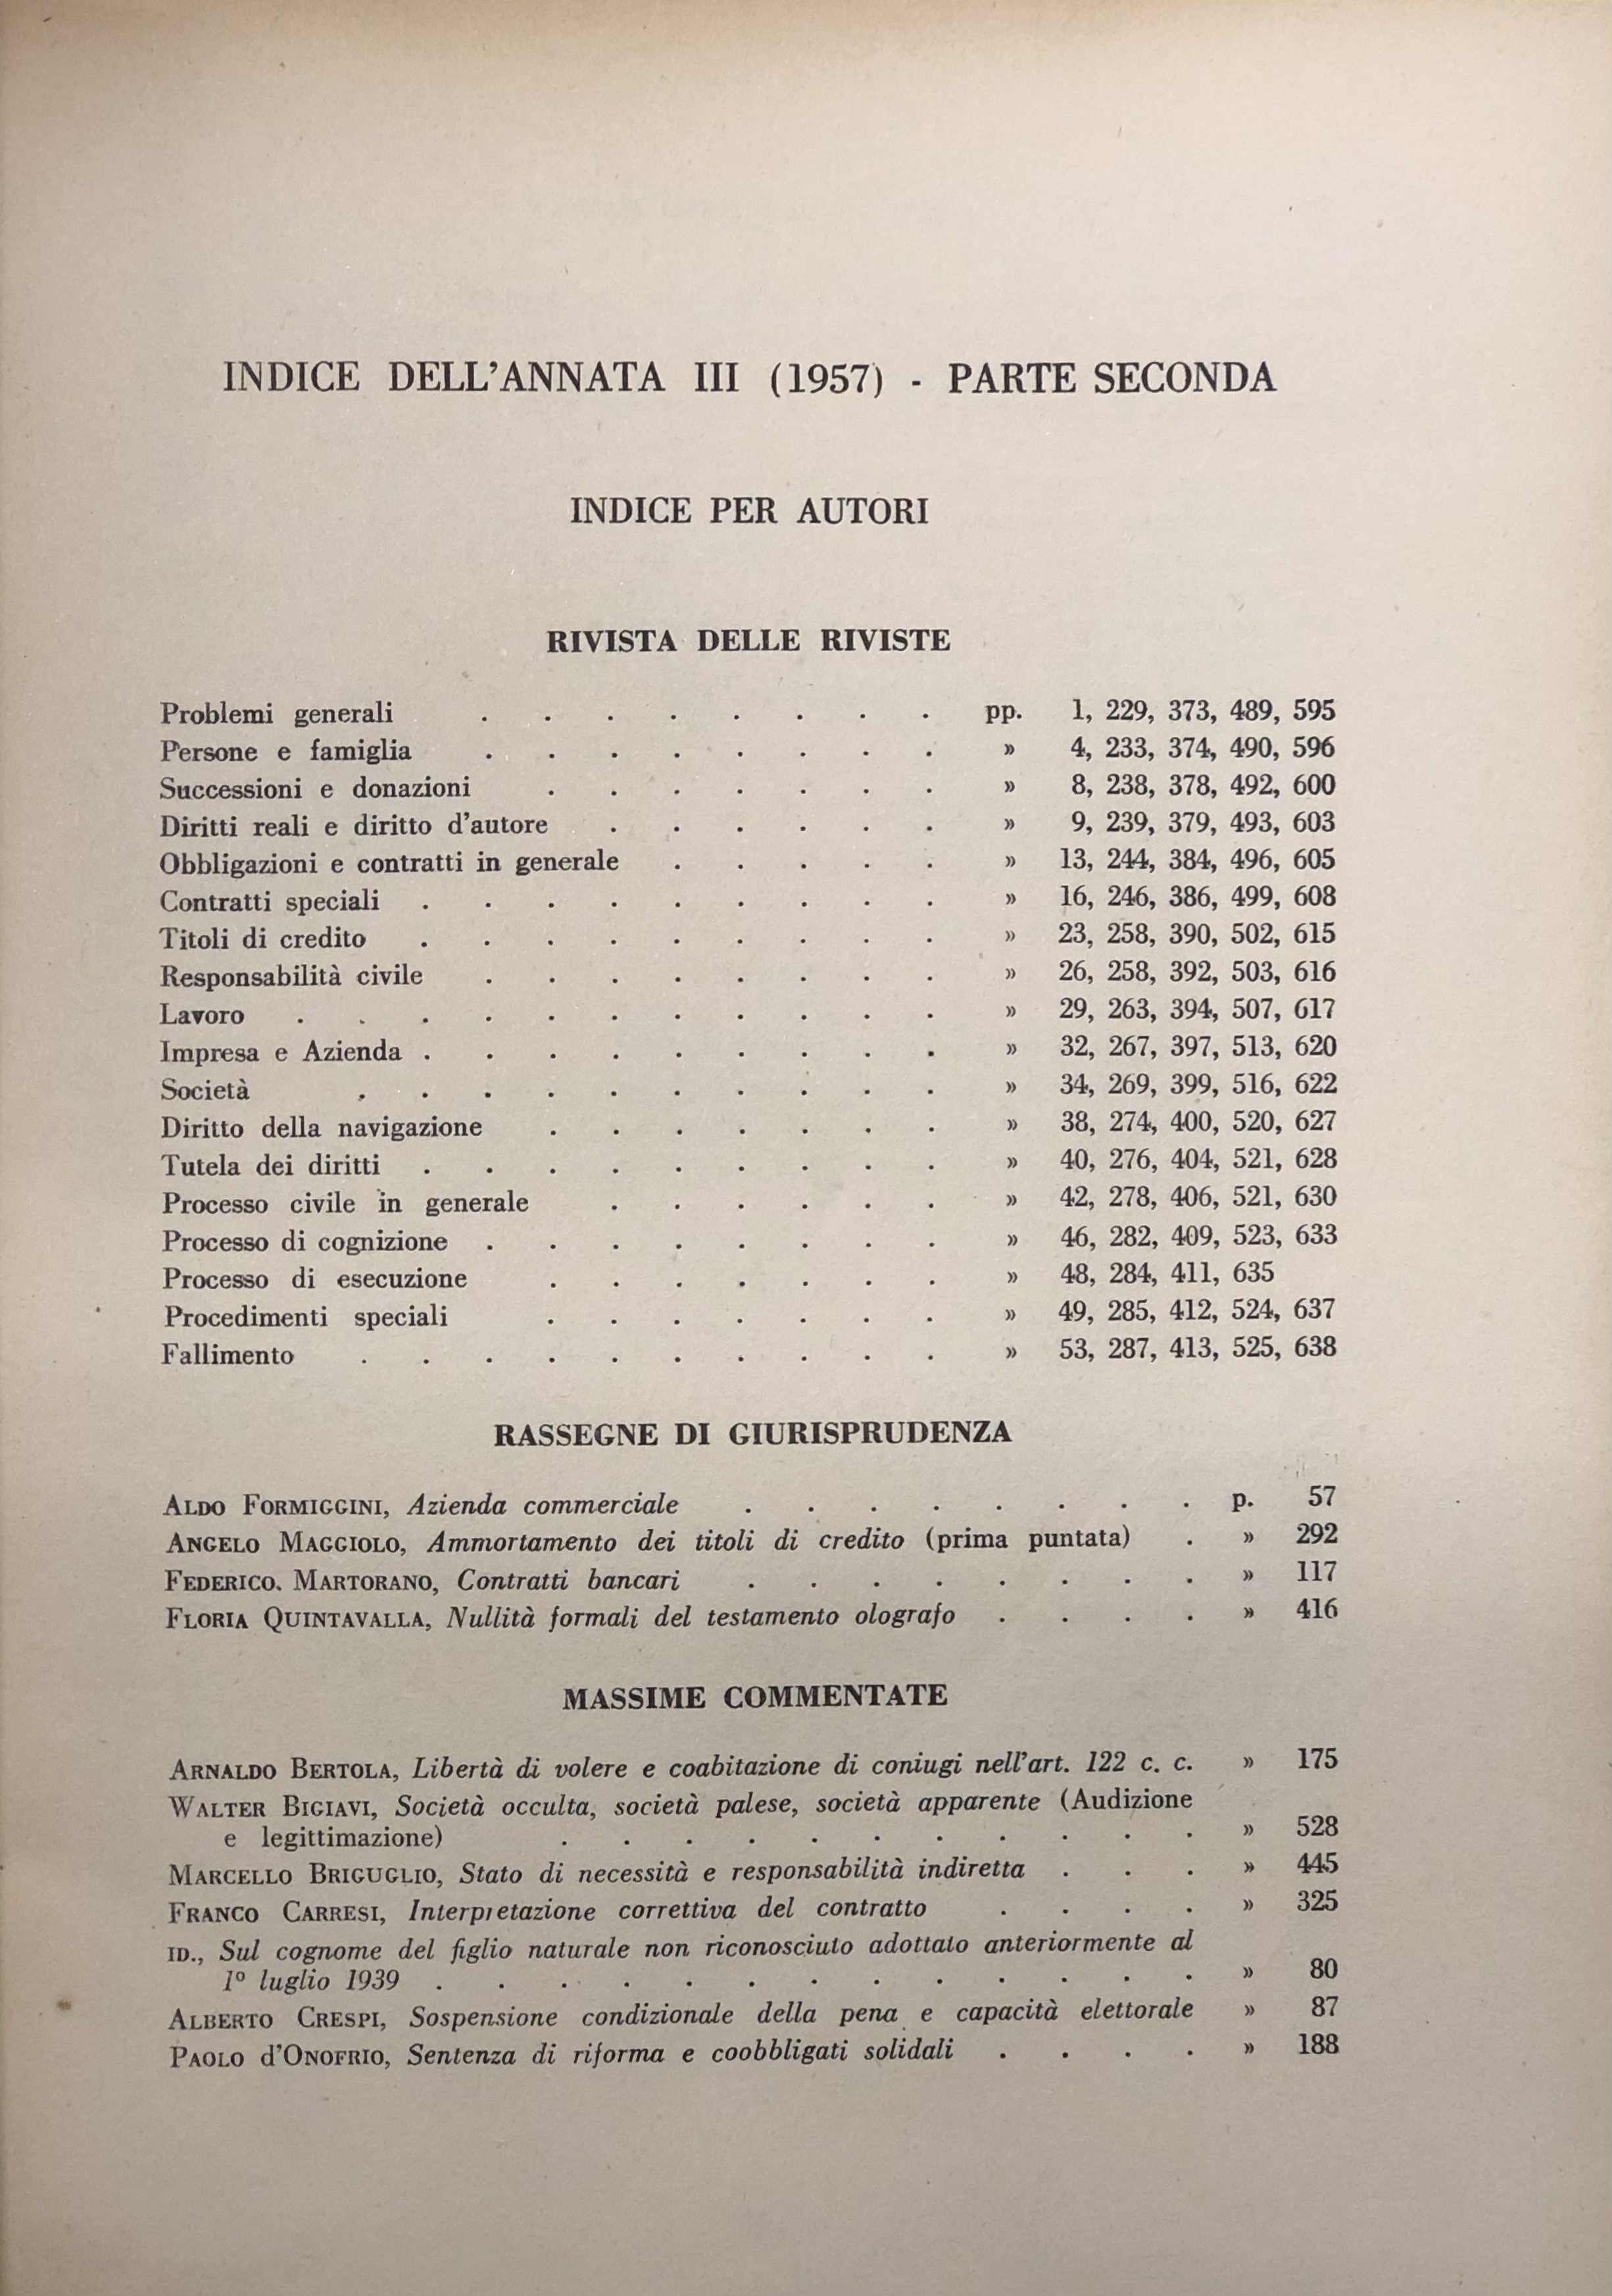 INDICE DELL'ANNATA III (1957) - PARTE SECONDA
INDICE PER AUTORI
RIVISTA DELLE RIVISTE
Problemi generali . . . . . . . . pp. 1, 229, 373, 489, 595
Persone e famiglia . . . . . . . . » 4, 233, 374, 490, 596
Successioni e donazioni . . . . . . . » 8, 238, 378, 492, 600
Diritti reali e diritto d'autore . . . . . . » 9, 239, 379, 493, 603
Obbligazioni e contratti in generale . . . . . » 13, 244, 384, 496, 605
Contratti speciali . . . . . . . . . » 16, 246, 386, 499, 608
Titoli di credito . . . . . . . . . » 23, 258, 390, 502, 615
Responsabilità civile . . . . . . . . » 26, 258, 392, 503, 616
Lavoro . . . . . . . . . . . » 29, 263, 394, 507, 617
Impresa e Azienda . . . . . . . . . » 32, 267, 397, 513, 620
Società . . . . . . . . . . » 34, 269, 399, 516, 622
Diritto della navigazione . . . . . . . » 38, 274, 400, 520, 627
Tutela dei diritti . . . . . . . . . » 40, 276, 404, 521, 628
Processo civile in generale . . . . . . » 42, 278, 406, 521, 630
Processo di cognizione . . . . . . . . » 46, 282, 409, 523, 633
Processo di esecuzione . . . . . . . » 48, 284, 411, 635
Procedimenti speciali . . . . . . . » 49, 285, 412, 524, 637
Fallimento . . . . . . . . . . » 53, 287, 413, 525, 638
RASSEGNE DI GIURISPRUDENZA
ALDO FORMIGGINI, Azienda commerciale . . . . . . . . p. 57
ANGELO MAGGIOLO, Ammortamento dei titoli di credito (prima puntata) . » 292
FEDERICO. MARTORANO, Contratti bancari . . . . . . . . » 117
FLORIA QUINTAVALLA, Nullità formali del testamento olografo . . . . » 416
MASSIME COMMENTATE
ARNALDO BERTOLA, Libertà di volere e coabitazione di coniugi nell'art. 122 c. c. » 175
WALTER BIGIAVI, Società occulta, società palese, società apparente (Audizione
e legittimazione) . . . . . . . . . . . » 528
MARCELLO BRIGUGLIO, Stato di necessità e responsabilità indiretta . . . » 445
FRANCO CARRESI, Interpretazione correttiva del contratto . . . . » 325
ID., Sul cognome del figlio naturale non riconosciuto adottato anteriormente al
1° luglio 1939 . . . . . . . . . . . . . » 80
ALBERTO CRESPI, Sospensione condizionale della pena e capacità elettorale » 87
PAOLO d'ONOFRIO, Sentenza di riforma e coobbligati solidali . . . . » 188